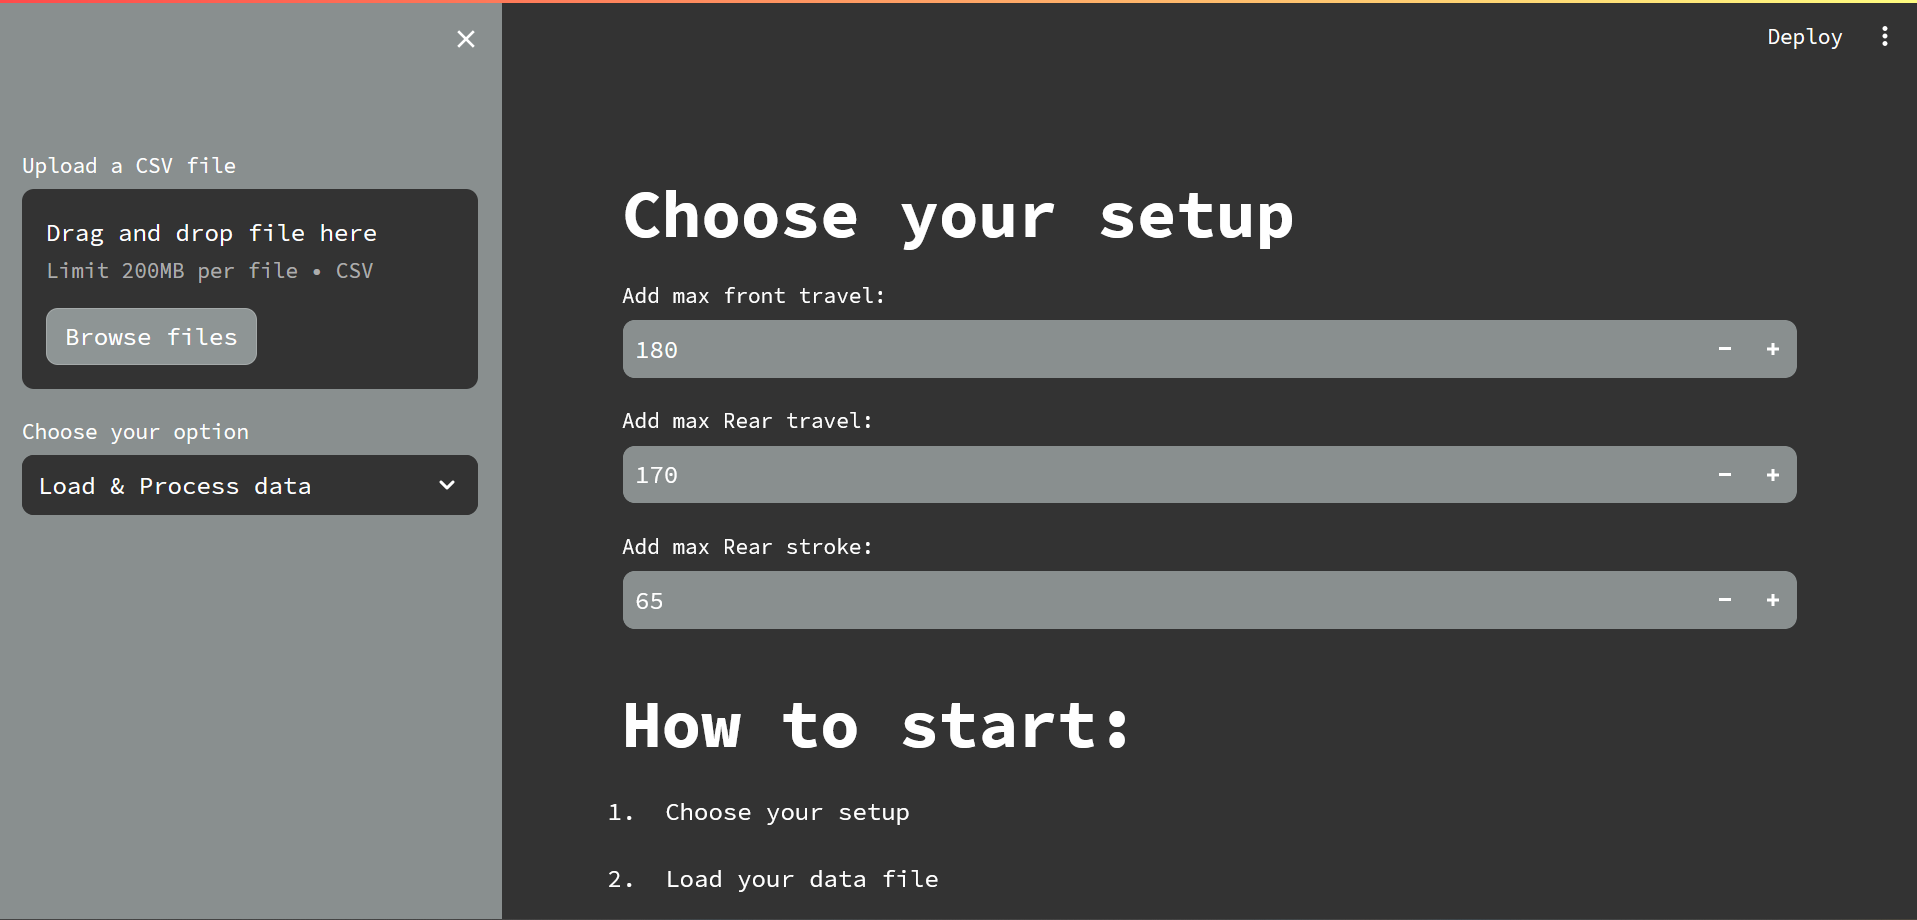 Deploy
Upload a CSV file
Drag and drop file here
Limit 200MB per file • CSV
Browse files
Choose your option
Load & Process data
Choose your setup
Add max front travel:
180
Add max Rear travel:
170
Add max Rear stroke:
65
How to start:
1. Choose your setup
2. Load your data file